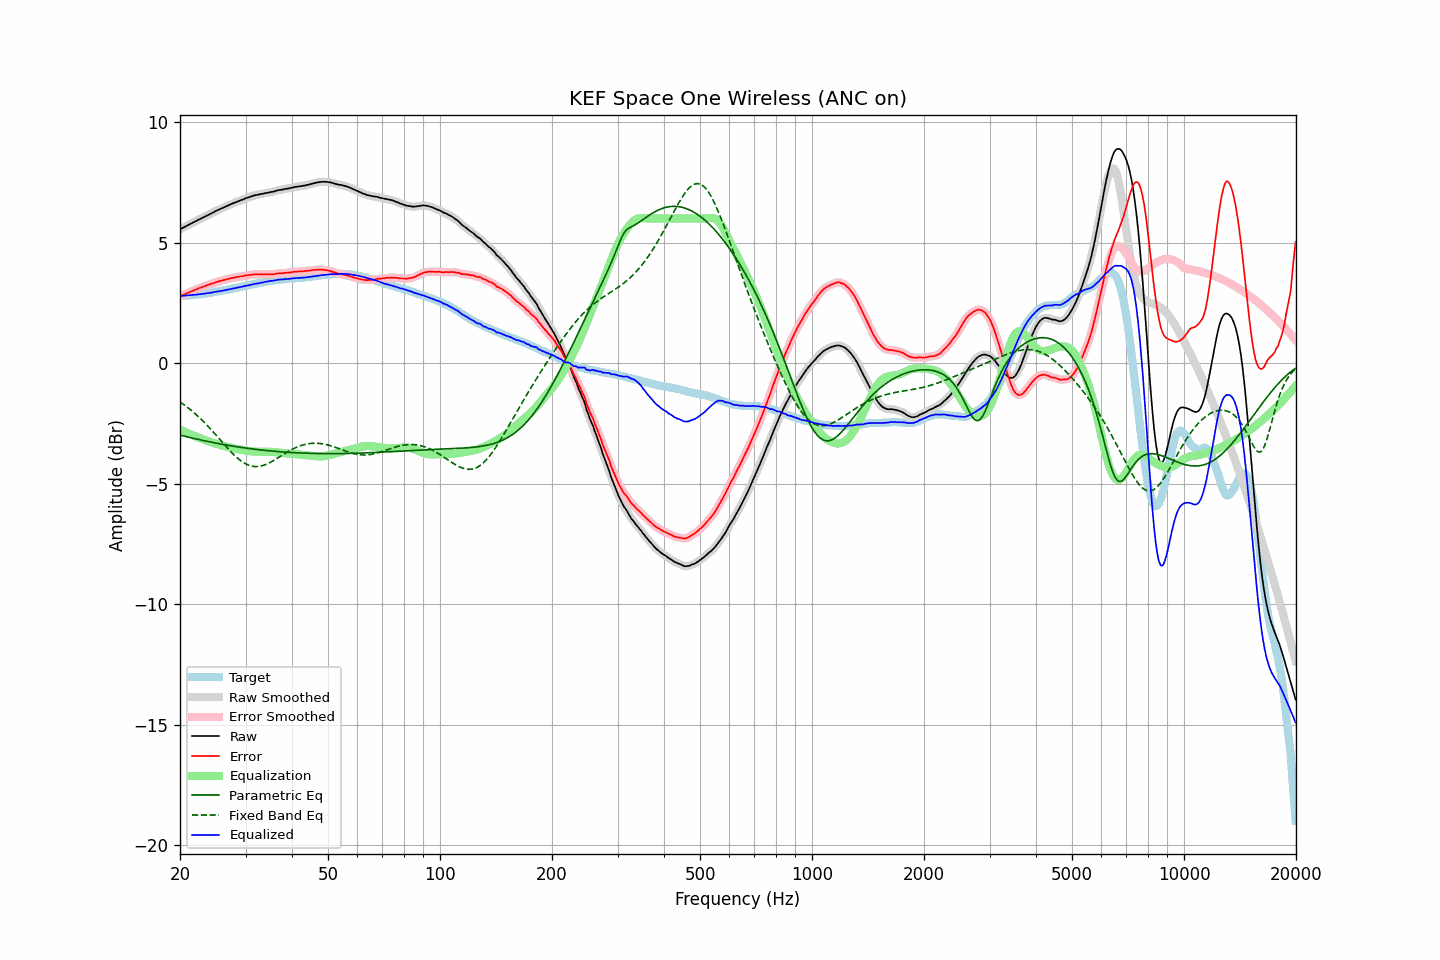 KEF Space One Wireless (ANC on)
10
5
0
−5
−10
−15
−20
Amplitude (dBr)
Target
Raw Smoothed
Error Smoothed
Raw
Error
Equalization
Parametric Eq
Fixed Band Eq
Equalized
20 50 100 200 500 1000 2000 5000 10000 20000
Frequency (Hz)